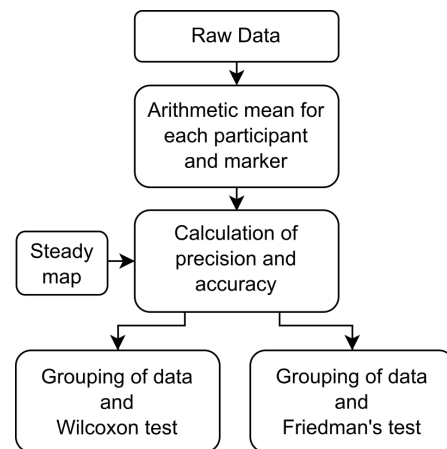 Raw Data
Arithmetic mean for
each participant
and marker
Steady
map
Calculation of
precision and
accuracy
Grouping of data
and
Wilcoxon test
Grouping of data
and
Friedman's test